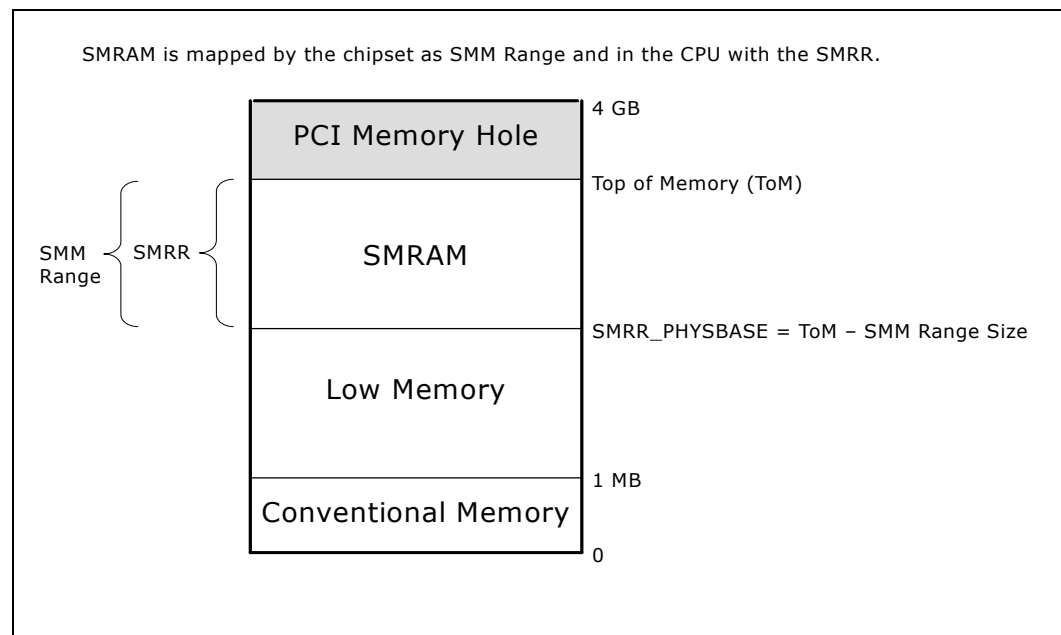 SMRAM is mapped by the chipset as SMM Range and in the CPU with the SMRR.
4 GB
PCI Memory Hole
Top of Memory (ToM)
SMM
Range
SMRR
SMRAM
SMRR_PHYSBASE = ToM – SMM Range Size
Low Memory
1 MB
Conventional Memory
0